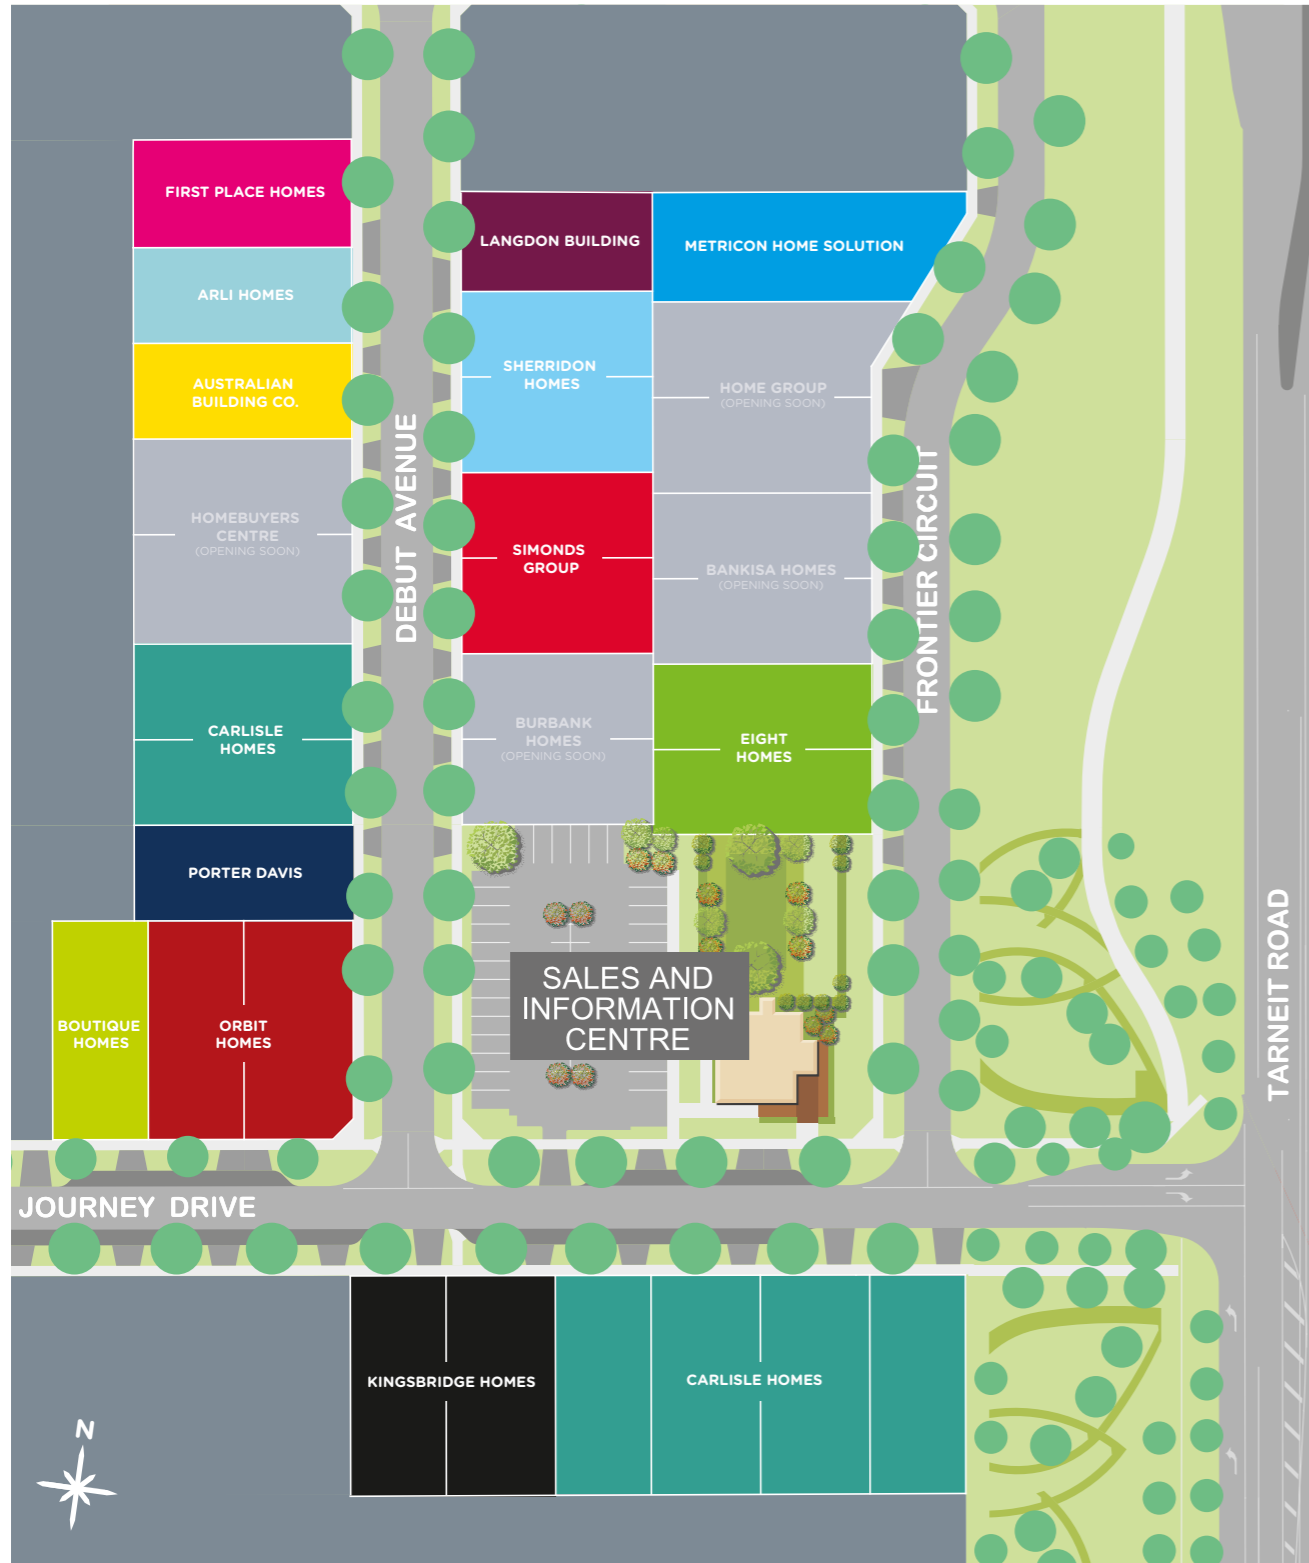 FIRST PLACE HOMES
ARLI HOMES
AUSTRALIAN
BUILDING CO.
HOMEBUYERS
CENTRE
(OPENING SOON)
CARLISLE
HOMES
PORTER DAVIS
BOUTIQUE
HOMES
ORBIT
HOMES
DEBUT AVENUE
LANGDON BUILDING
METRICON HOME SOLUTION
SHERRIDON
HOMES
HOME GROUP
(OPENING SOON)
SIMONDS
GROUP
BANKISA HOMES
(OPENING SOON)
BURBANK
HOMES
(OPENING SOON)
EIGHT
HOMES
FRONTIER CIRCUIT
SALES AND
INFORMATION
CENTRE
TARNEIT ROAD
JOURNEY DRIVE
KINGSBRIDGE HOMES
CARLISLE HOMES
N